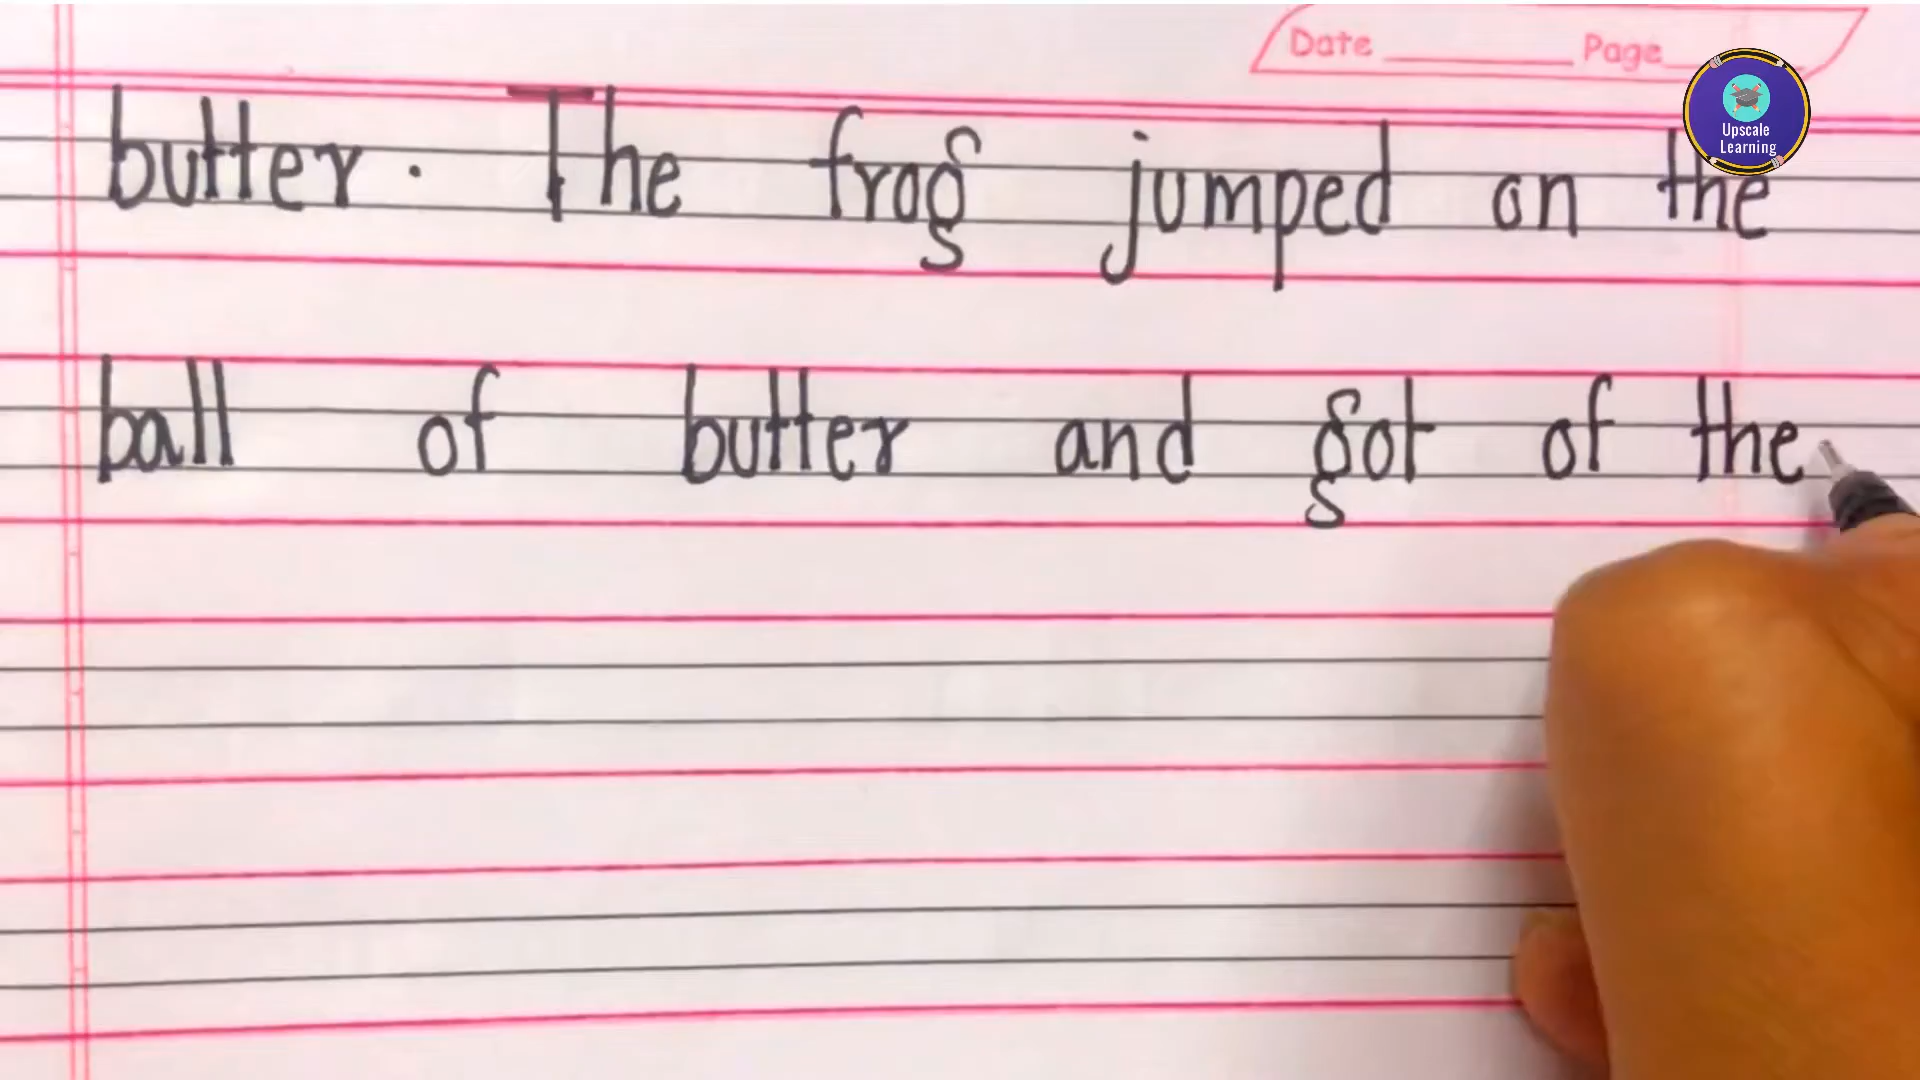 Date Page
Upscale
Learning
butter. The frog jumped on the
ball of butter and got of the